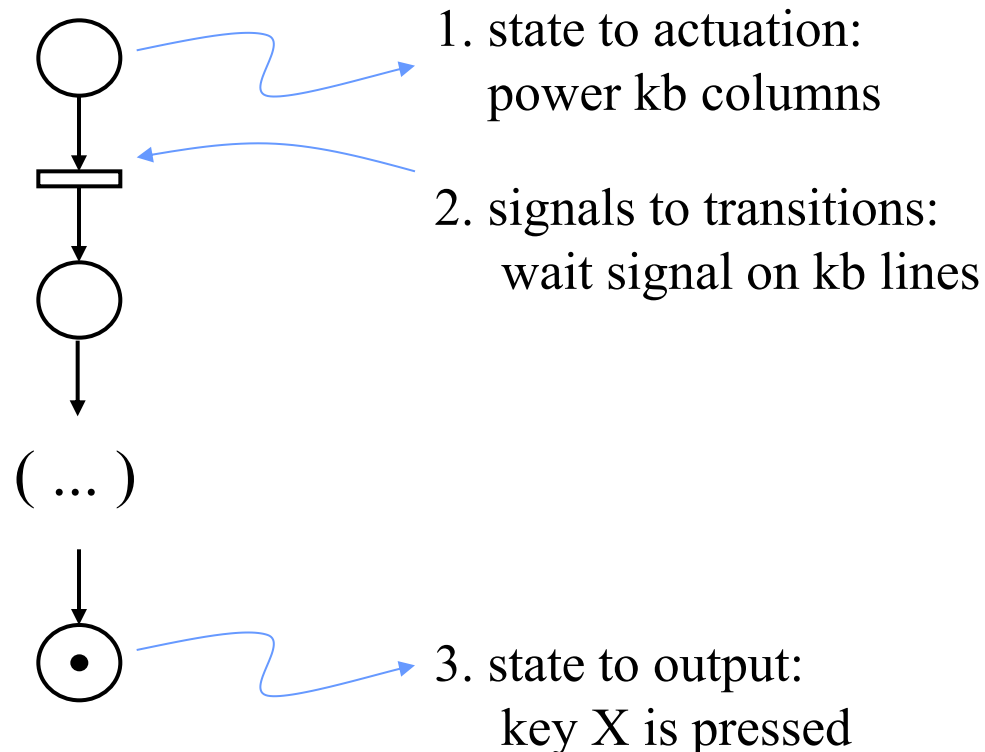 1. state to actuation:
power kb columns
2. signals to transitions:
wait signal on kb lines
( ... )
3. state to output:
key X is pressed